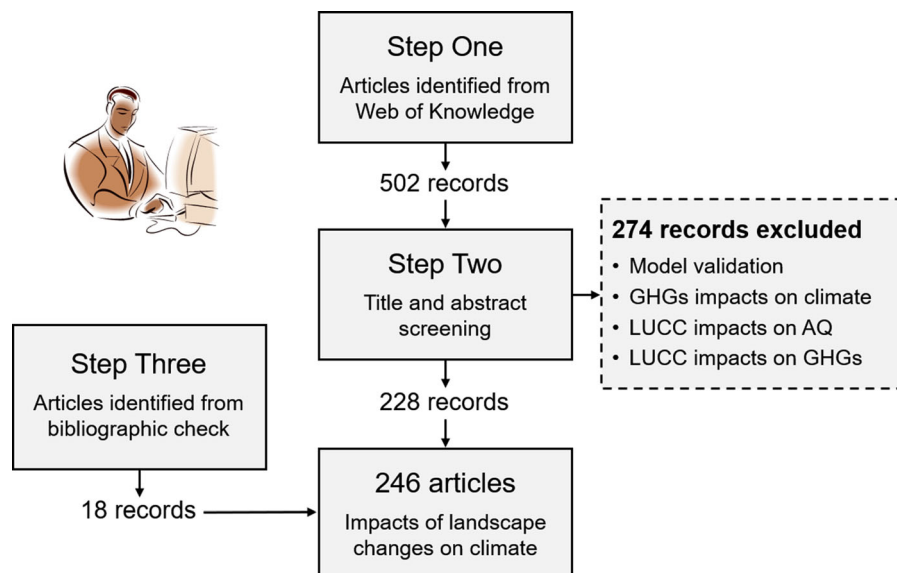 Step One
Articles identified from
Web of Knowledge
502 records
Step Two
Title and abstract
screening
274 records excluded
• Model validation
• GHGs impacts on climate
• LUCC impacts on AQ
• LUCC impacts on GHGs
228 records
Step Three
Articles identified from
bibliographic check
18 records
246 articles
Impacts of landscape
changes on climate